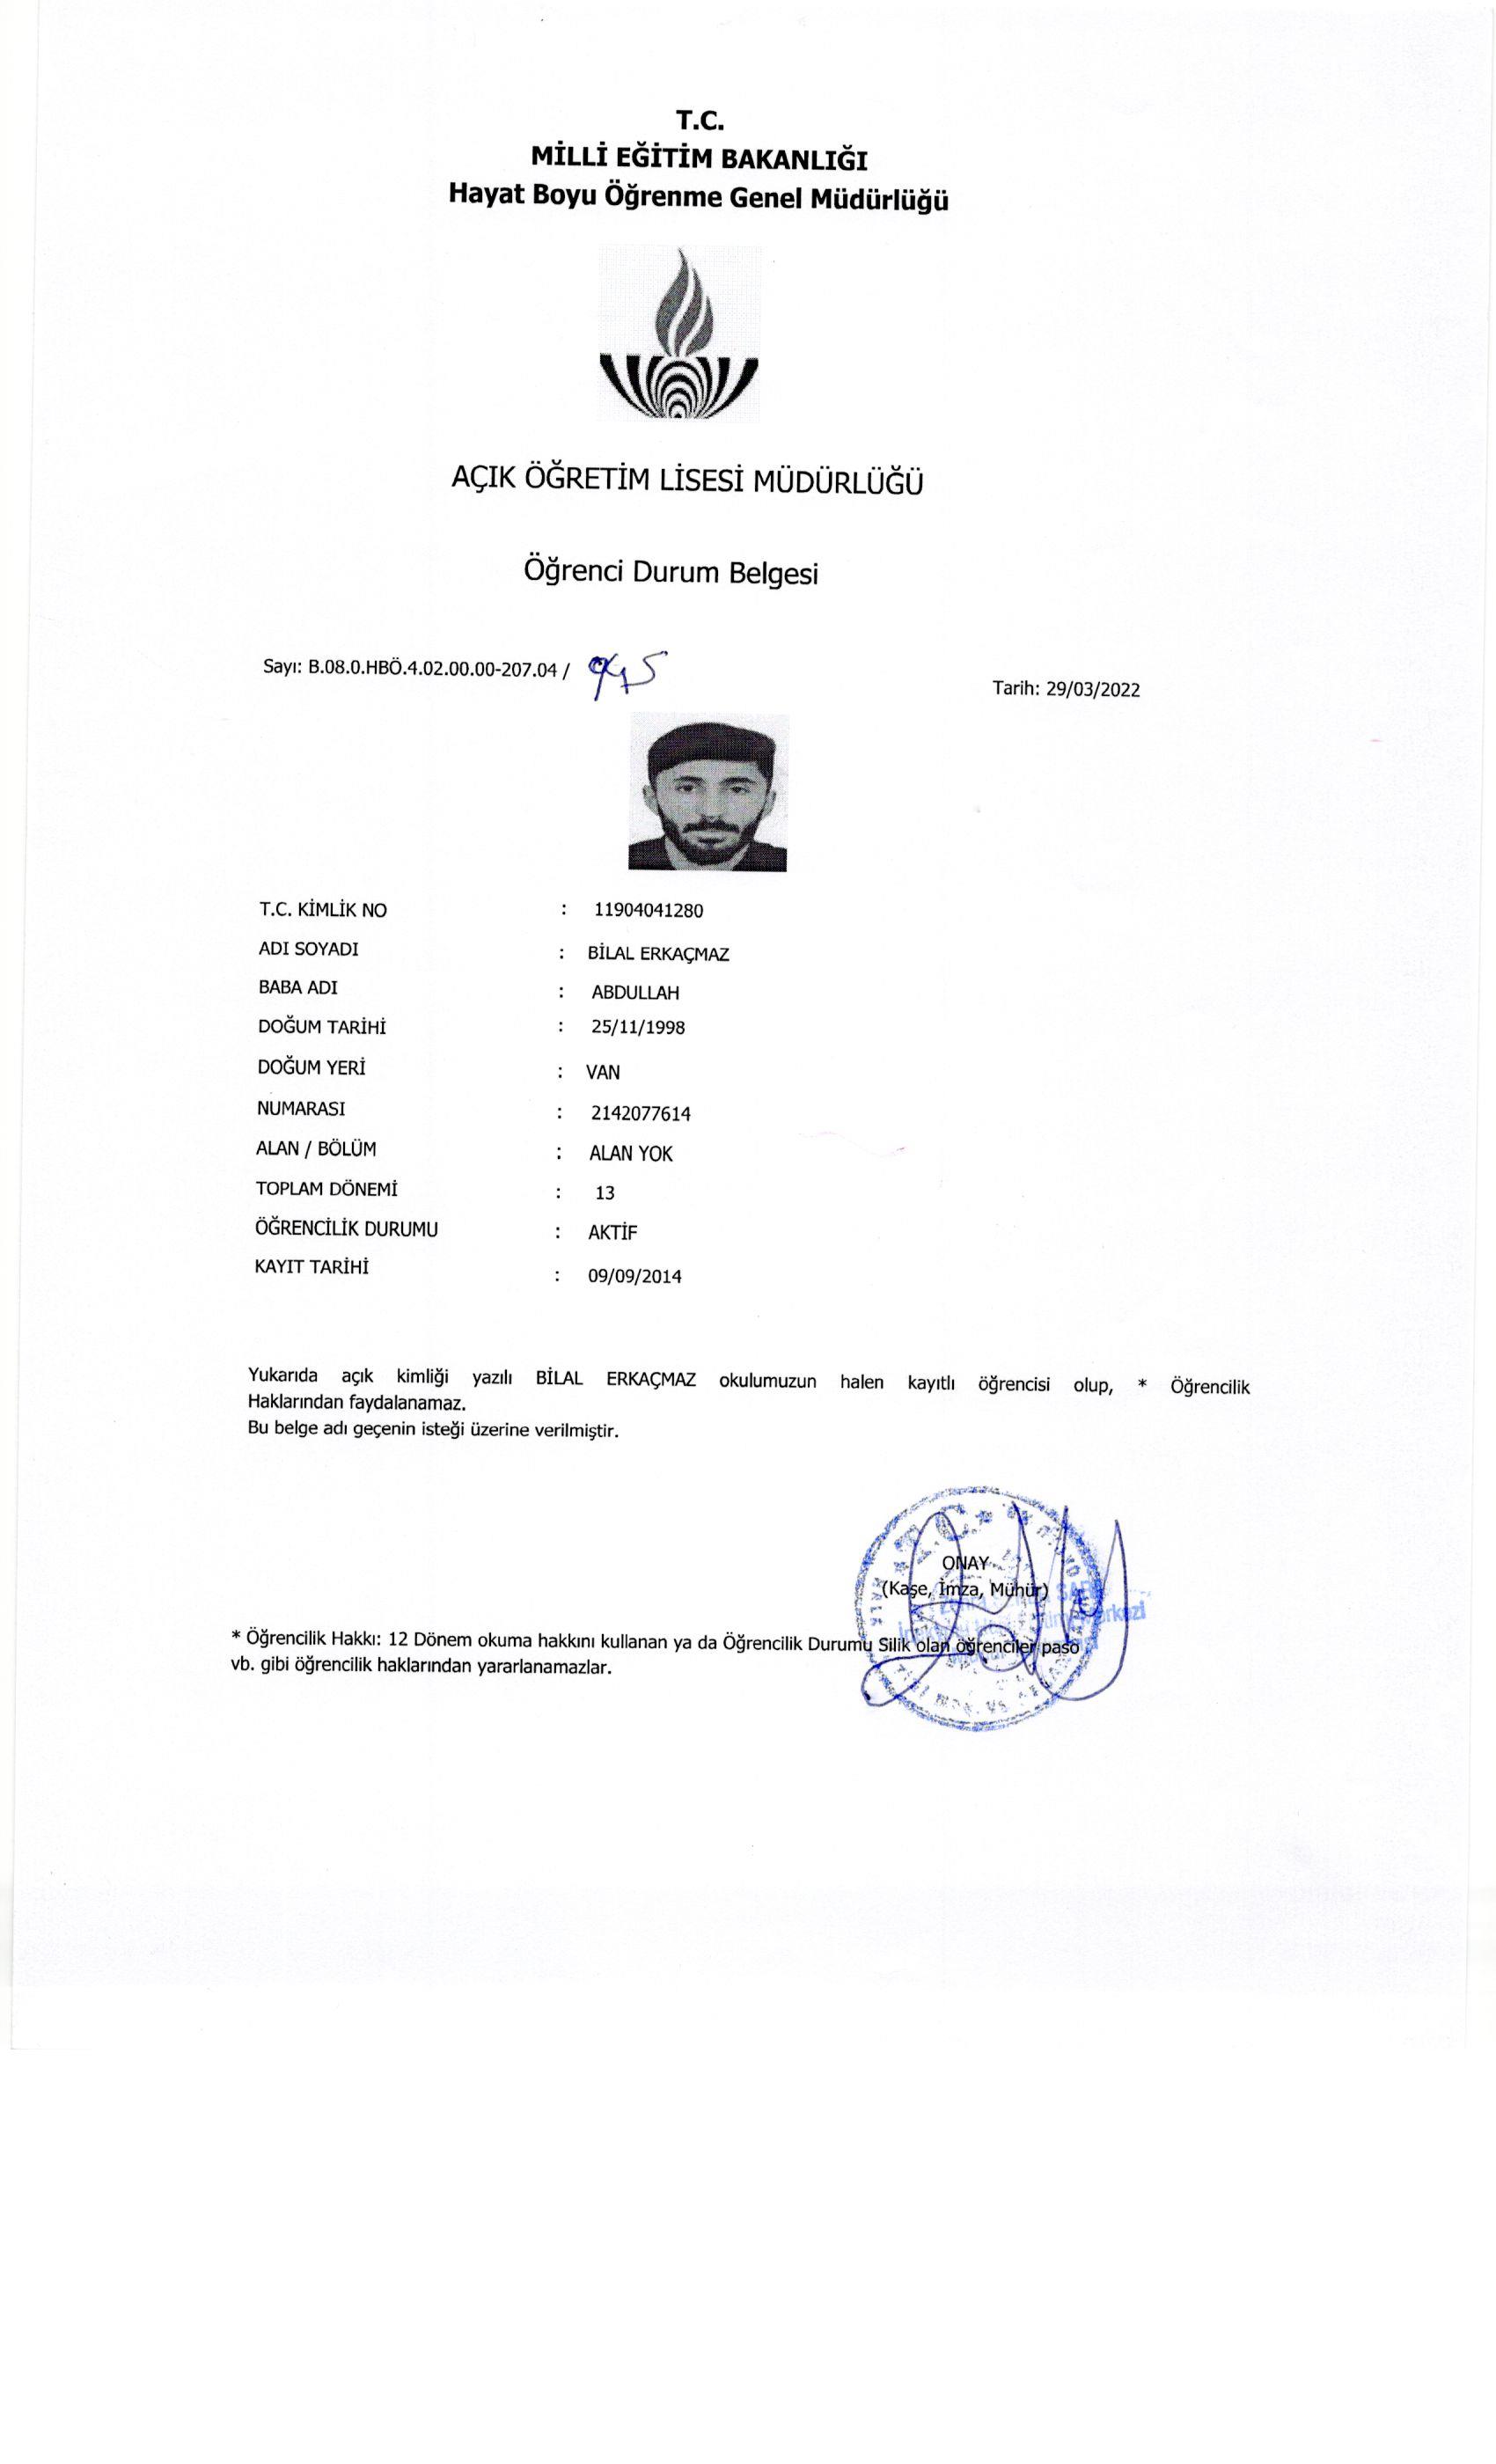 T.C.
MİLLİ EĞİTİM BAKANLIĞI
Hayat Boyu Öğrenme Genel Müdürlüğü
AÇIK ÖĞRETİM LİSESİ MÜDÜRLÜĞÜ
Öğrenci Durum Belgesi
Sayı: B.08.0.HBÖ.4.02.00.00-207.04 /
Tarih: 29/03/2022
T.C. KİMLİK NO : 11904041280
ADI SOYADI : BİLAL ERKAÇMAZ
BABA ADI : ABDULLAH
DOĞUM TARİHİ : 25/11/1998
DOĞUM YERİ : VAN
NUMARASI : 2142077614
ALAN / BÖLÜM : ALAN YOK
TOPLAM DÖNEMİ : 13
ÖĞRENCİLİK DURUMU : AKTİF
KAYIT TARİHİ : 09/09/2014
Yukarıda açık kimliği yazılı BİLAL ERKAÇMAZ okulumuzun halen kayıtlı öğrencisi olup, * Öğrencilik
Haklarından faydalanamaz.
Bu belge adı geçenin isteği üzerine verilmiştir.
T.C.
ONAY
(Kaşe, İmza, Mühür)
* Öğrencilik Hakkı: 12 Dönem okuma hakkını kullanan ya da Öğrencilik Durumu Silik olan öğrenciler paso
vb. gibi öğrencilik haklarından yararlanamazlar.